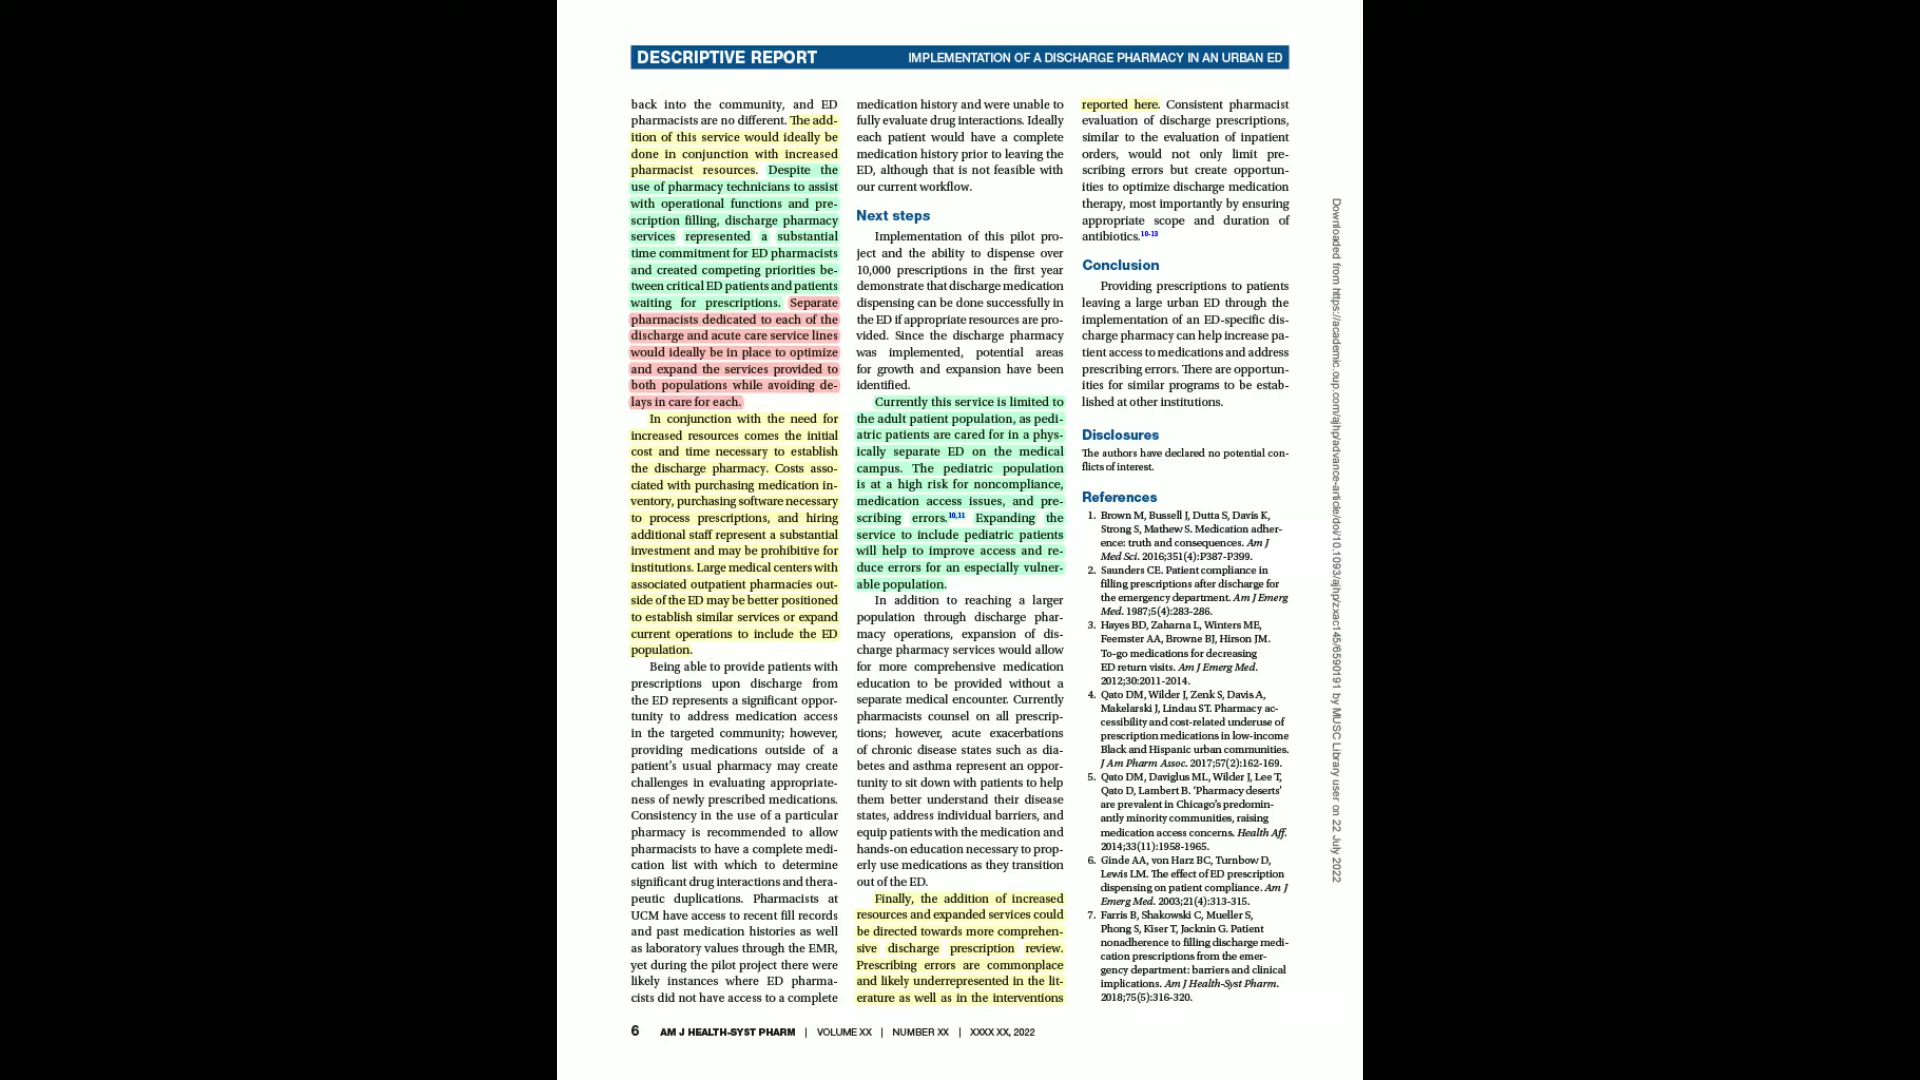 DESCRIPTIVE REPORT
IMPLEMENTATION OF A DISCHARGE PHARMACY IN AN URBAN ED
back into the community, and ED
pharmacists are no different. The add-
ition of this service would ideally be
done in conjunction with increased
pharmacist resources. Despite the
use of pharmacy technicians to assist
with operational functions and pre-
scription filling, discharge pharmacy
services represented a substantial
time commitment for ED pharmacists
and created competing priorities be-
tween critical ED patients and patients
waiting for prescriptions. Separate
pharmacists dedicated to each of the
discharge and acute care service lines
would ideally be in place to optimize
and expand the services provided to
both populations while avoiding de-
lays in care for each.
In conjunction with the need for
increased resources comes the initial
cost and time necessary to establish
the discharge pharmacy. Costs asso-
ciated with purchasing medication in-
ventory, purchasing software necessary
to process prescriptions, and hiring
additional staff represent a substantial
investment and may be prohibitive for
institutions. Large medical centers with
associated outpatient pharmacies out-
side of the ED may be better positioned
to establish similar services or expand
current operations to include the ED
population.
Being able to provide patients with
prescriptions upon discharge from
the ED represents a significant oppor-
tunity to address medication access
in the targeted community; however,
providing medications outside of a
patient's usual pharmacy may create
challenges in evaluating appropriate-
ness of newly prescribed medications.
Consistency in the use of a particular
pharmacy is recommended to allow
pharmacists to have a complete medi-
cation list with which to determine
significant drug interactions and thera-
peutic duplications. Pharmacists at
UCM have access to recent fill records
and past medication histories as well
as laboratory values through the EMR,
yet during the pilot project there were
likely instances where ED pharma-
cists did not have access to a complete
medication history and were unable to
fully evaluate drug interactions. Ideally
each patient would have a complete
medication history prior to leaving the
ED, although that is not feasible with
our current workflow.
Next steps
Implementation of this pilot pro-
ject and the ability to dispense over
10,000 prescriptions in the first year
demonstrate that discharge medication
dispensing can be done successfully in
the ED if appropriate resources are pro-
vided. Since the discharge pharmacy
was implemented, potential areas
for growth and expansion have been
identified.
Currently this service is limited to
the adult patient population, as pedi-
atric patients are cared for in a phys-
ically separate ED on the medical
campus. The pediatric population
is at a high risk for noncompliance,
medication access issues, and pre-
scribing errors.10,11 Expanding the
service to include pediatric patients
will help to improve access and re-
duce errors for an especially vulner-
able population.
In addition to reaching a larger
population through discharge phar-
macy operations, expansion of dis-
charge pharmacy services would allow
for more comprehensive medication
education to be provided without a
separate medical encounter. Currently
pharmacists counsel on all prescrip-
tions; however, acute exacerbations
of chronic disease states such as dia-
betes and asthma represent an oppor-
tunity to sit down with patients to help
them better understand their disease
states, address individual barriers, and
equip patients with the medication and
hands-on education necessary to prop-
erly use medications as they transition
out of the ED.
Finally, the addition of increased
resources and expanded services could
be directed towards more comprehen-
sive discharge prescription review.
Prescribing errors are commonplace
and likely underrepresented in the lit-
erature as well as in the interventions
reported here. Consistent pharmacist
evaluation of discharge prescriptions,
similar to the evaluation of inpatient
orders, would not only limit pre-
scribing errors but create opportun-
ities to optimize discharge medication
therapy, most importantly by ensuring
appropriate scope and duration of
antibiotics.10-13
Conclusion
Providing prescriptions to patients
leaving a large urban ED through the
implementation of an ED-specific dis-
charge pharmacy can help increase pa-
tient access to medications and address
prescribing errors. There are opportun-
ities for similar programs to be estab-
lished at other institutions.
Disclosures
The authors have declared no potential con-
flicts of interest.
References
1. Brown M, Bussell J, Dutta S, Davis K,
Strong S, Mathew S. Medication adher-
ence: truth and consequences. Am J
Med Sci. 2016;351(4):P387-P399.
2. Saunders CE. Patient compliance in
filling prescriptions after discharge for
the emergency department. Am J Emerg
Med. 1987;5(4):283-286.
3. Hayes BD, Zaharna L, Winters ME,
Feemster AA, Browne BJ, Hirson JM.
To-go medications for decreasing
ED return visits. Am J Emerg Med.
2012;30:2011-2014.
4. Qato DM, Wilder J, Zenk S, Davis A,
Makelarski J, Lindau ST. Pharmacy ac-
cessibility and cost-related underuse of
prescription medications in low-income
Black and Hispanic urban communities.
J Am Pharm Assoc. 2017;57(2):162-169.
5. Qato DM, Daviglus ML, Wilder J, Lee T,
Qato D, Lambert B. 'Pharmacy deserts'
are prevalent in Chicago's predomin-
antly minority communities, raising
medication access concerns. Health Aff.
2014;33(11):1958-1965.
6. Ginde AA, von Harz BC, Turnbow D,
Lewis LM. The effect of ED prescription
dispensing on patient compliance. Am J
Emerg Med. 2003;21(4):313-315.
7. Farris B, Shakowski C, Mueller S,
Phong S, Kiser T, Jacknin G. Patient
nonadherence to filling discharge medi-
cation prescriptions from the emer-
gency department: barriers and clinical
implications. Am J Health-Syst Pharm.
2018;75(5):316-320.
Downloaded from https://academic.oup.com/ajhp/advance-article/doi/10.1093/ajhp/zxac145/6590191 by MUSC Library user on 22 July 2022
6 AM J HEALTH-SYST PHARM | VOLUME XX | NUMBER XX | XXXX XX, 2022